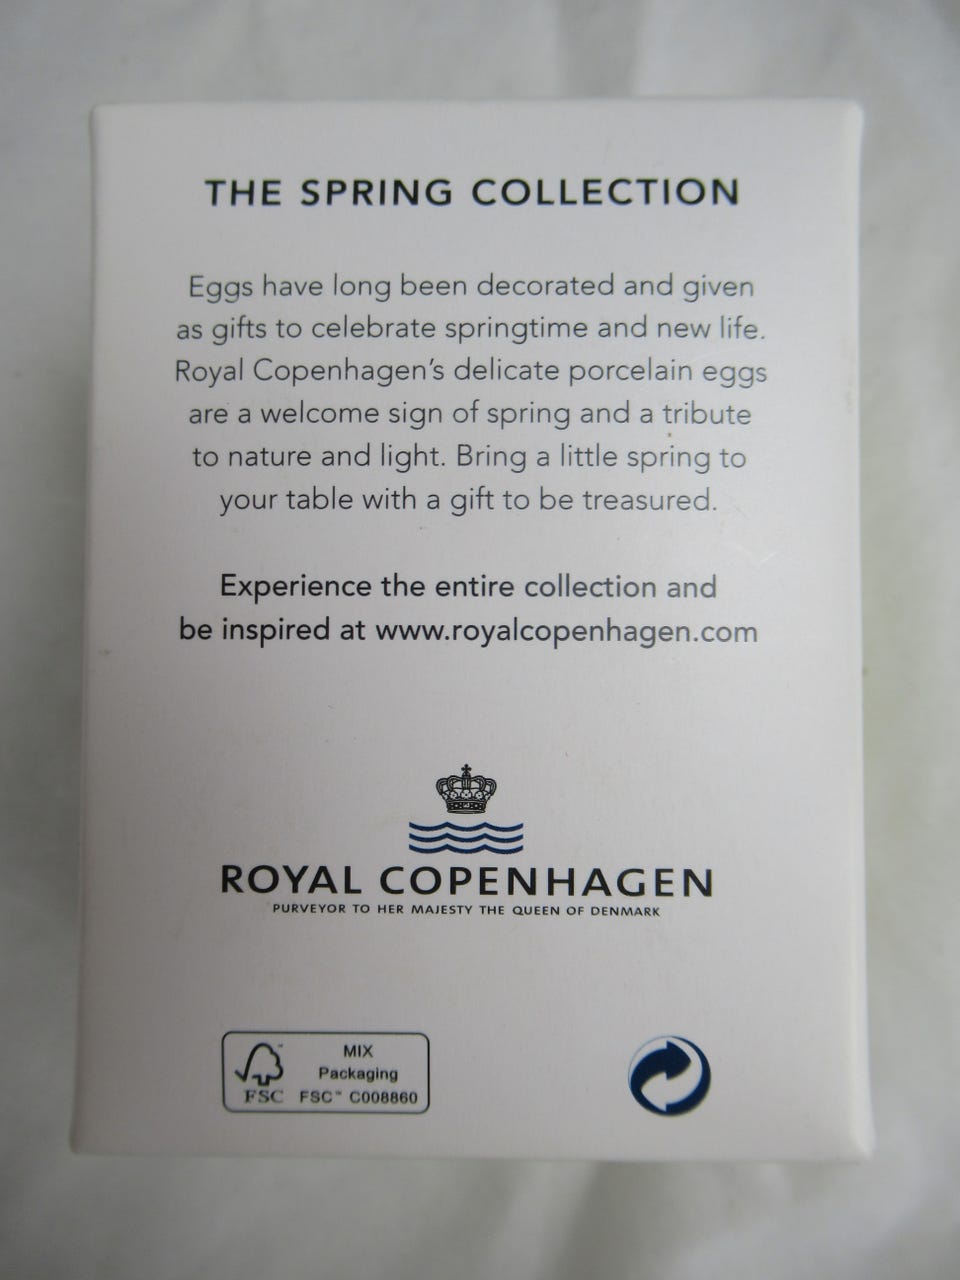 THE SPRING COLLECTION
Eggs have long been decorated and given
as gifts to celebrate springtime and new life.
Royal Copenhagen's delicate porcelain eggs
are a welcome sign of spring and a tribute
to nature and light. Bring a little spring to
your table with a gift to be treasured.
Experience the entire collection and
be inspired at www.royalcopenhagen.com
ROYAL COPENHAGEN
PURVEYOR TO HER MAJESTY THE QUEEN OF DENMARK
MIX
Packaging
FSC FSC™ C008860